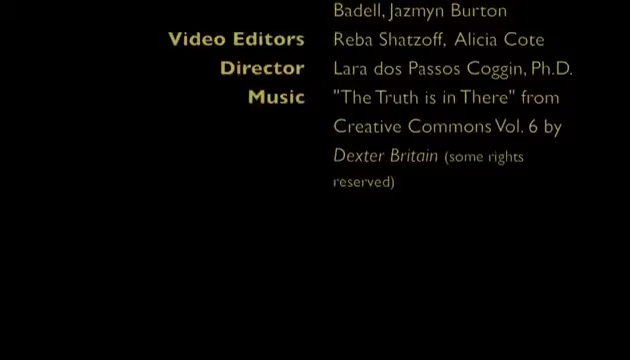 Badell, Jazmyn Burton
Video Editors Reba Shatzoff, Alicia Cote
Director Lara dos Passos Coggin, Ph.D.
Music "The Truth is in There" from
Creative Commons Vol. 6 by
Dexter Britain (some rights
reserved)